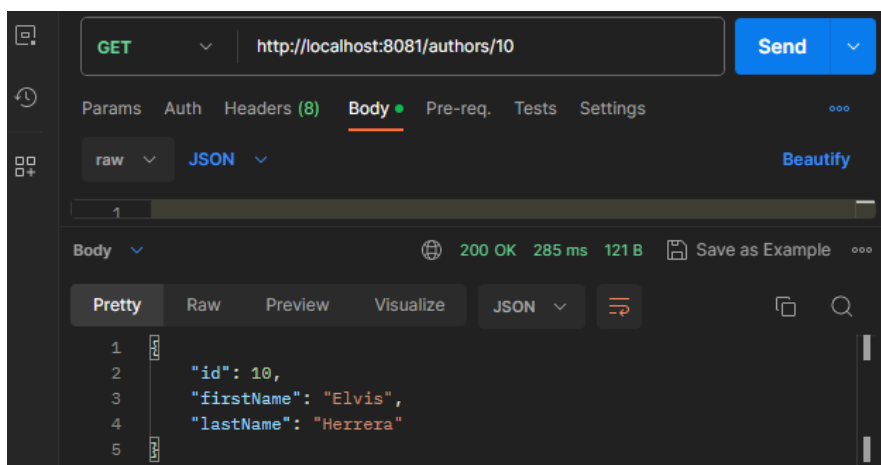 GET http://localhost:8081/authors/10 Send
Params Auth Headers (8) Body Pre-req. Tests Settings
raw JSON Beautify
1
Body 200 OK 285 ms 121 B Save as Example
Pretty Raw Preview Visualize JSON
1 {
2 "id": 10,
3 "firstName": "Elvis",
4 "lastName": "Herrera"
5 }